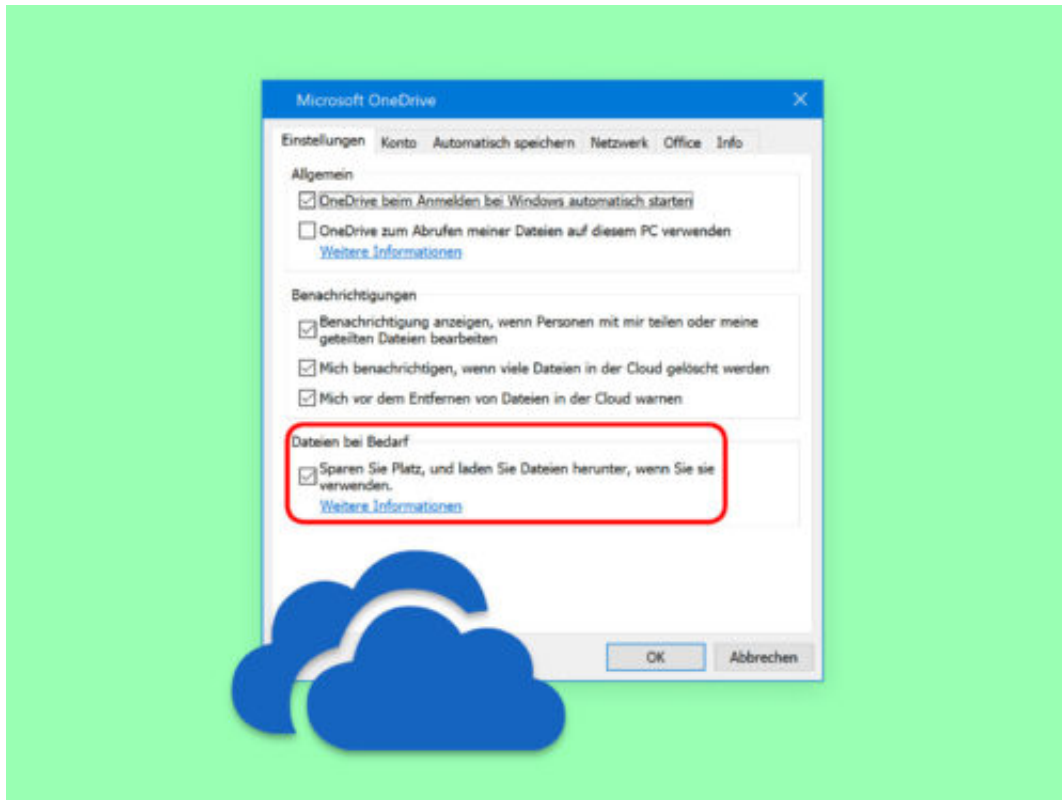 Microsoft OneDrive
Einstellungen Konto Automatisch speichern Netzwerk Office Info
Allgemein
OneDrive beim Anmelden bei Windows automatisch starten
OneDrive zum Abrufen meiner Dateien auf diesem PC verwenden
Weitere Informationen
Benachrichtigungen
Benachrichtigung anzeigen, wenn Personen mit mir teilen oder meine
geteilten Dateien bearbeiten
Mich benachrichtigen, wenn viele Dateien in der Cloud gelöscht werden
Mich vor dem Entfernen von Dateien in der Cloud warnen
Dateien bei Bedarf
Sparen Sie Platz, und laden Sie Dateien herunter, wenn Sie sie
verwenden.
Weitere Informationen
OK Abbrechen